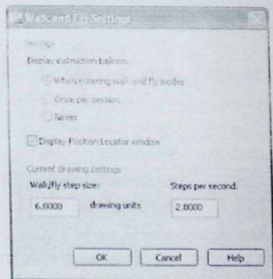 Walk and Fly Settings
Settings
Display instruction balloon:
When entering walk and fly modes
Once per session
Never
Display Position Locator window
Current drawing settings
Walk/fly step size: Steps per second:
6.0000 drawing units 2.0000
OK Cancel Help